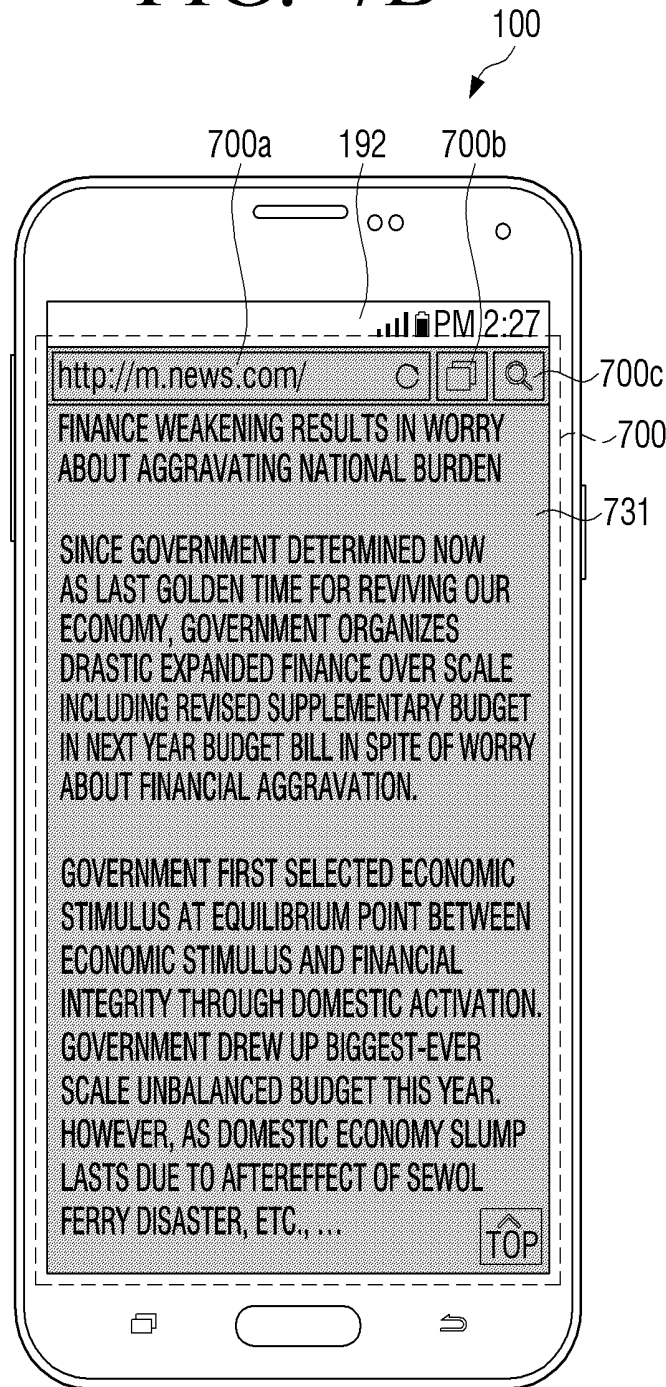 FIG. 7B
100
700a 192 700b
PM 2:27
http://m.news.com/
700c
700
731
FINANCE WEAKENING RESULTS IN WORRY
ABOUT AGGRAVATING NATIONAL BURDEN
SINCE GOVERNMENT DETERMINED NOW
AS LAST GOLDEN TIME FOR REVIVING OUR
ECONOMY, GOVERNMENT ORGANIZES
DRASTIC EXPANDED FINANCE OVER SCALE
INCLUDING REVISED SUPPLEMENTARY BUDGET
IN NEXT YEAR BUDGET BILL IN SPITE OF WORRY
ABOUT FINANCIAL AGGRAVATION.
GOVERNMENT FIRST SELECTED ECONOMIC
STIMULUS AT EQUILIBRIUM POINT BETWEEN
ECONOMIC STIMULUS AND FINANCIAL
INTEGRITY THROUGH DOMESTIC ACTIVATION.
GOVERNMENT DREW UP BIGGEST-EVER
SCALE UNBALANCED BUDGET THIS YEAR.
HOWEVER, AS DOMESTIC ECONOMY SLUMP
LASTS DUE TO AFTEREFFECT OF SEWOL
FERRY DISASTER, ETC., ...
TOP